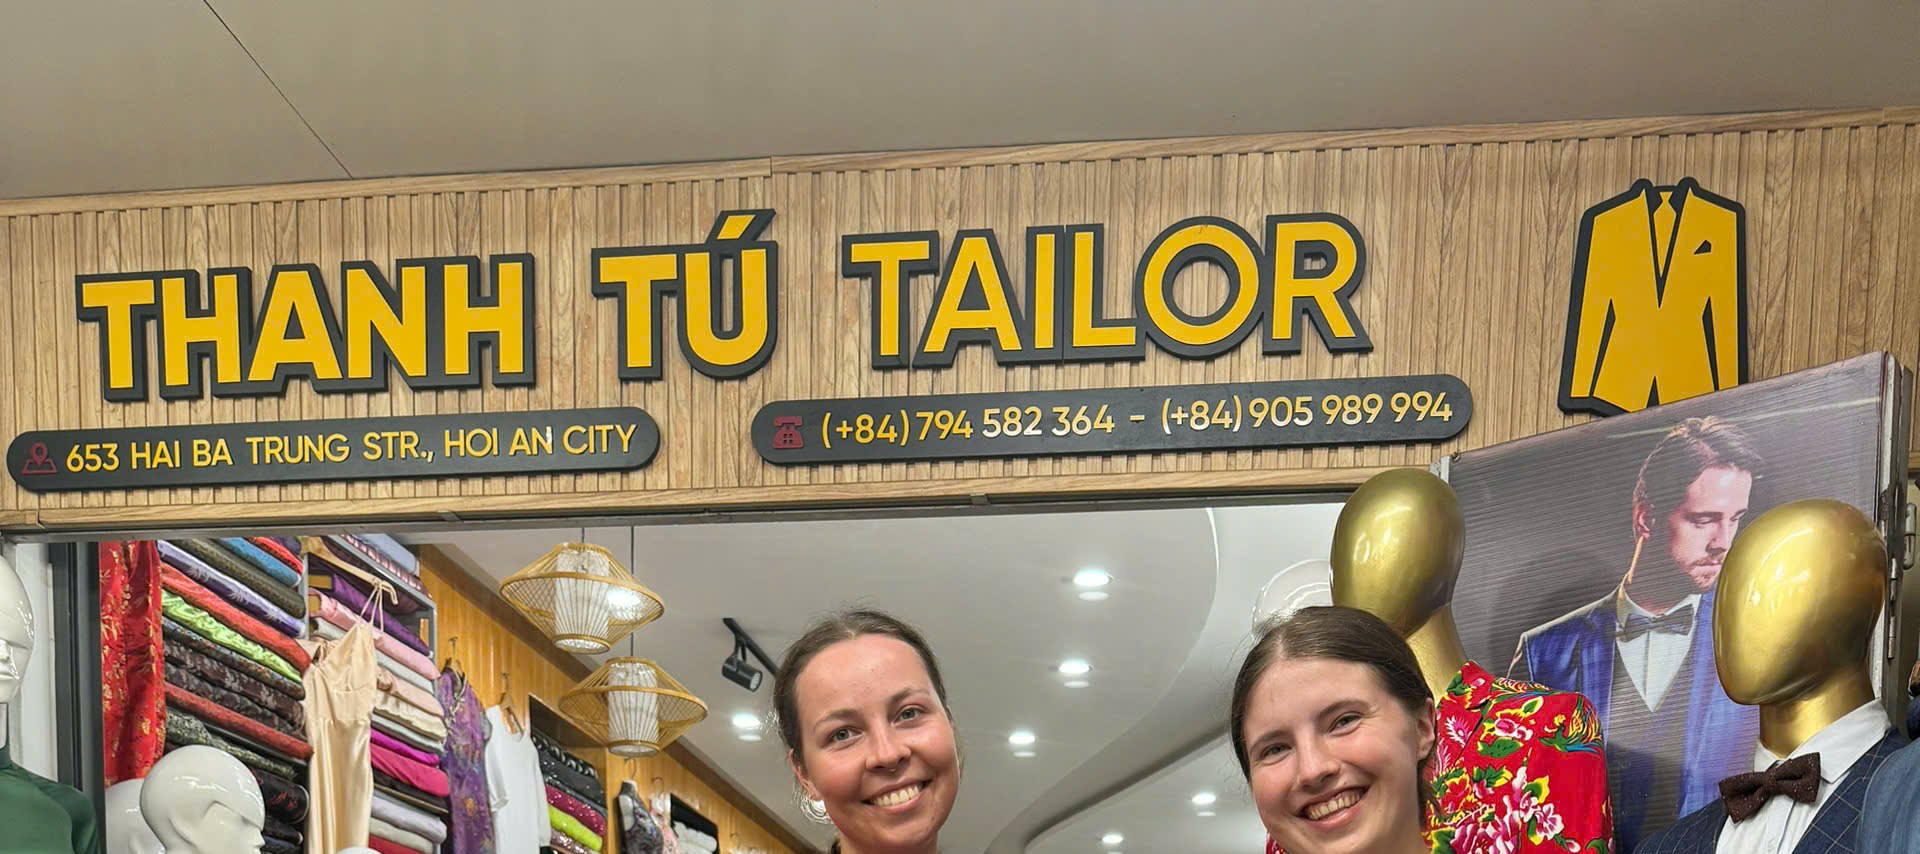 THANH TÚ TAILOR
653 HAI BA TRUNG STR., HOI AN CITY
(+84) 794 582 364 - (+84) 905 989 994